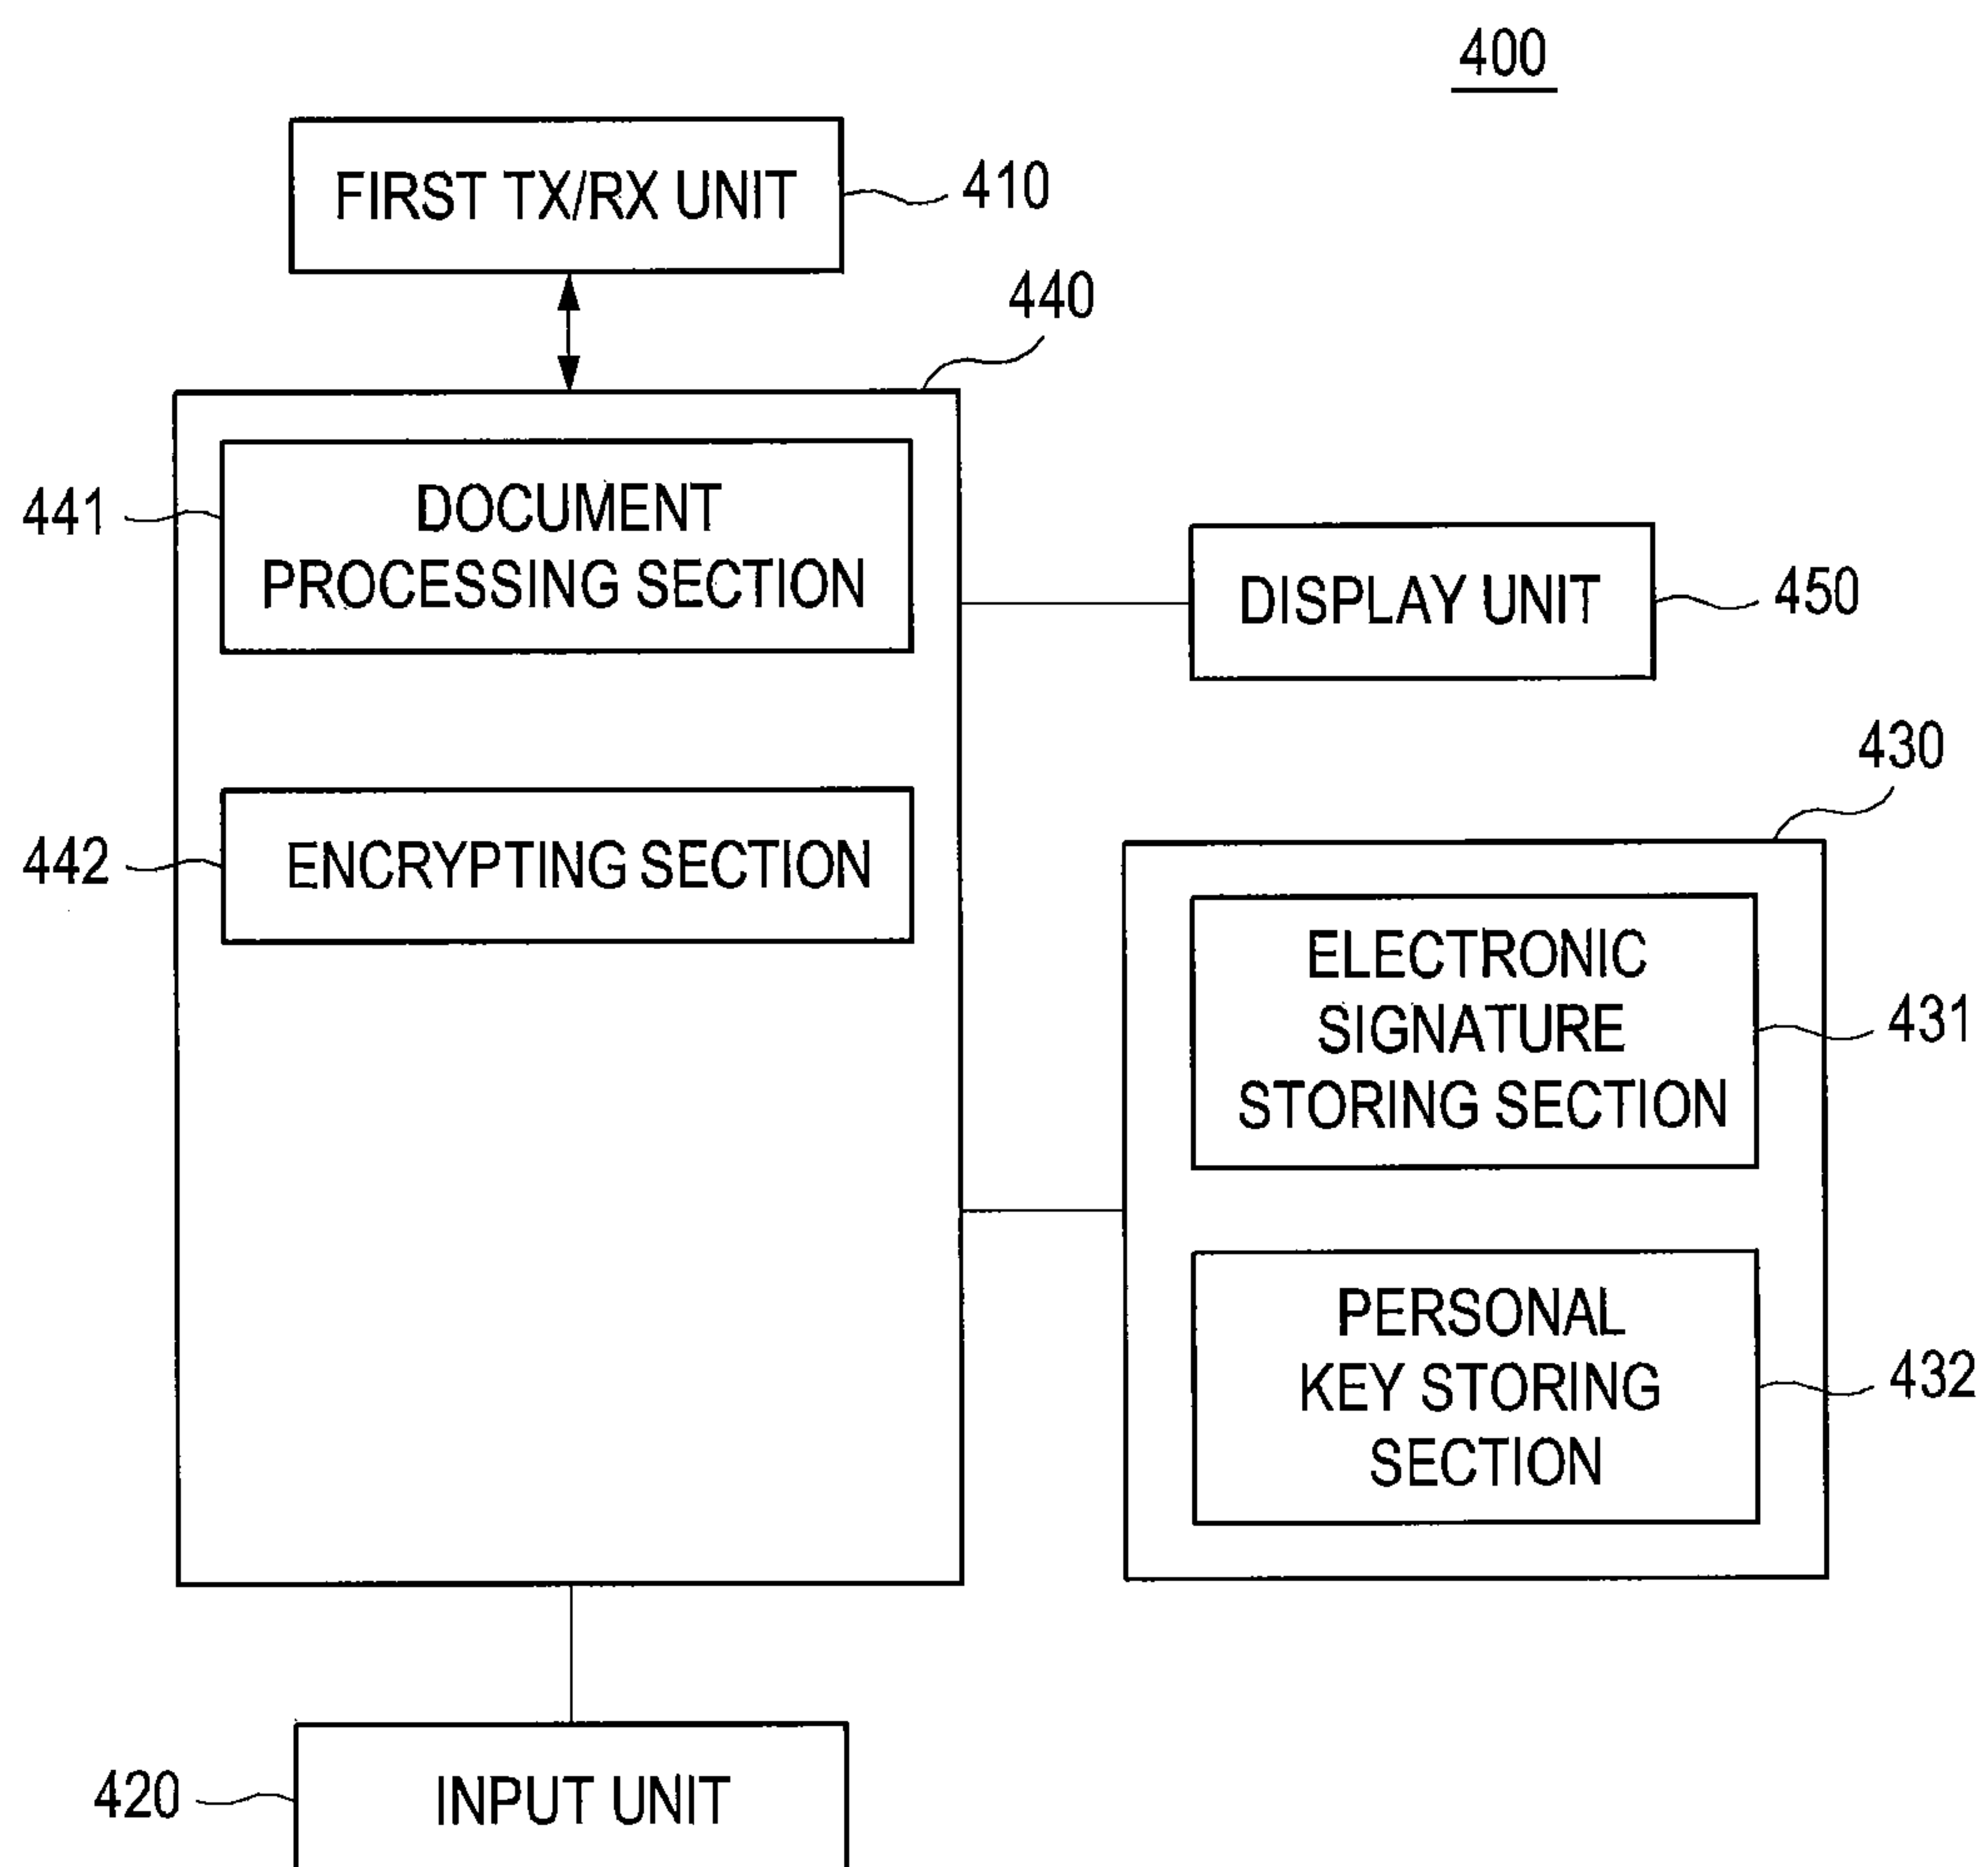 400
FIRST TX/RX UNIT
410
440
441
DOCUMENT
PROCESSING SECTION
DISPLAY UNIT
450
430
442
ENCRYPTING SECTION
ELECTRONIC
SIGNATURE
STORING SECTION
431
PERSONAL
KEY STORING
SECTION
432
420
INPUT UNIT